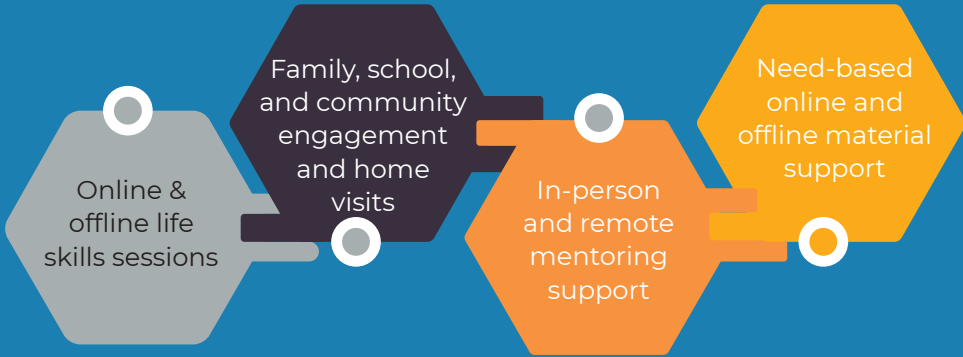 Online &
offline life
skills sessions
Family, school,
and community
engagement
and home
visits
In-person
and remote
mentoring
support
Need-based
online and
offline material
support